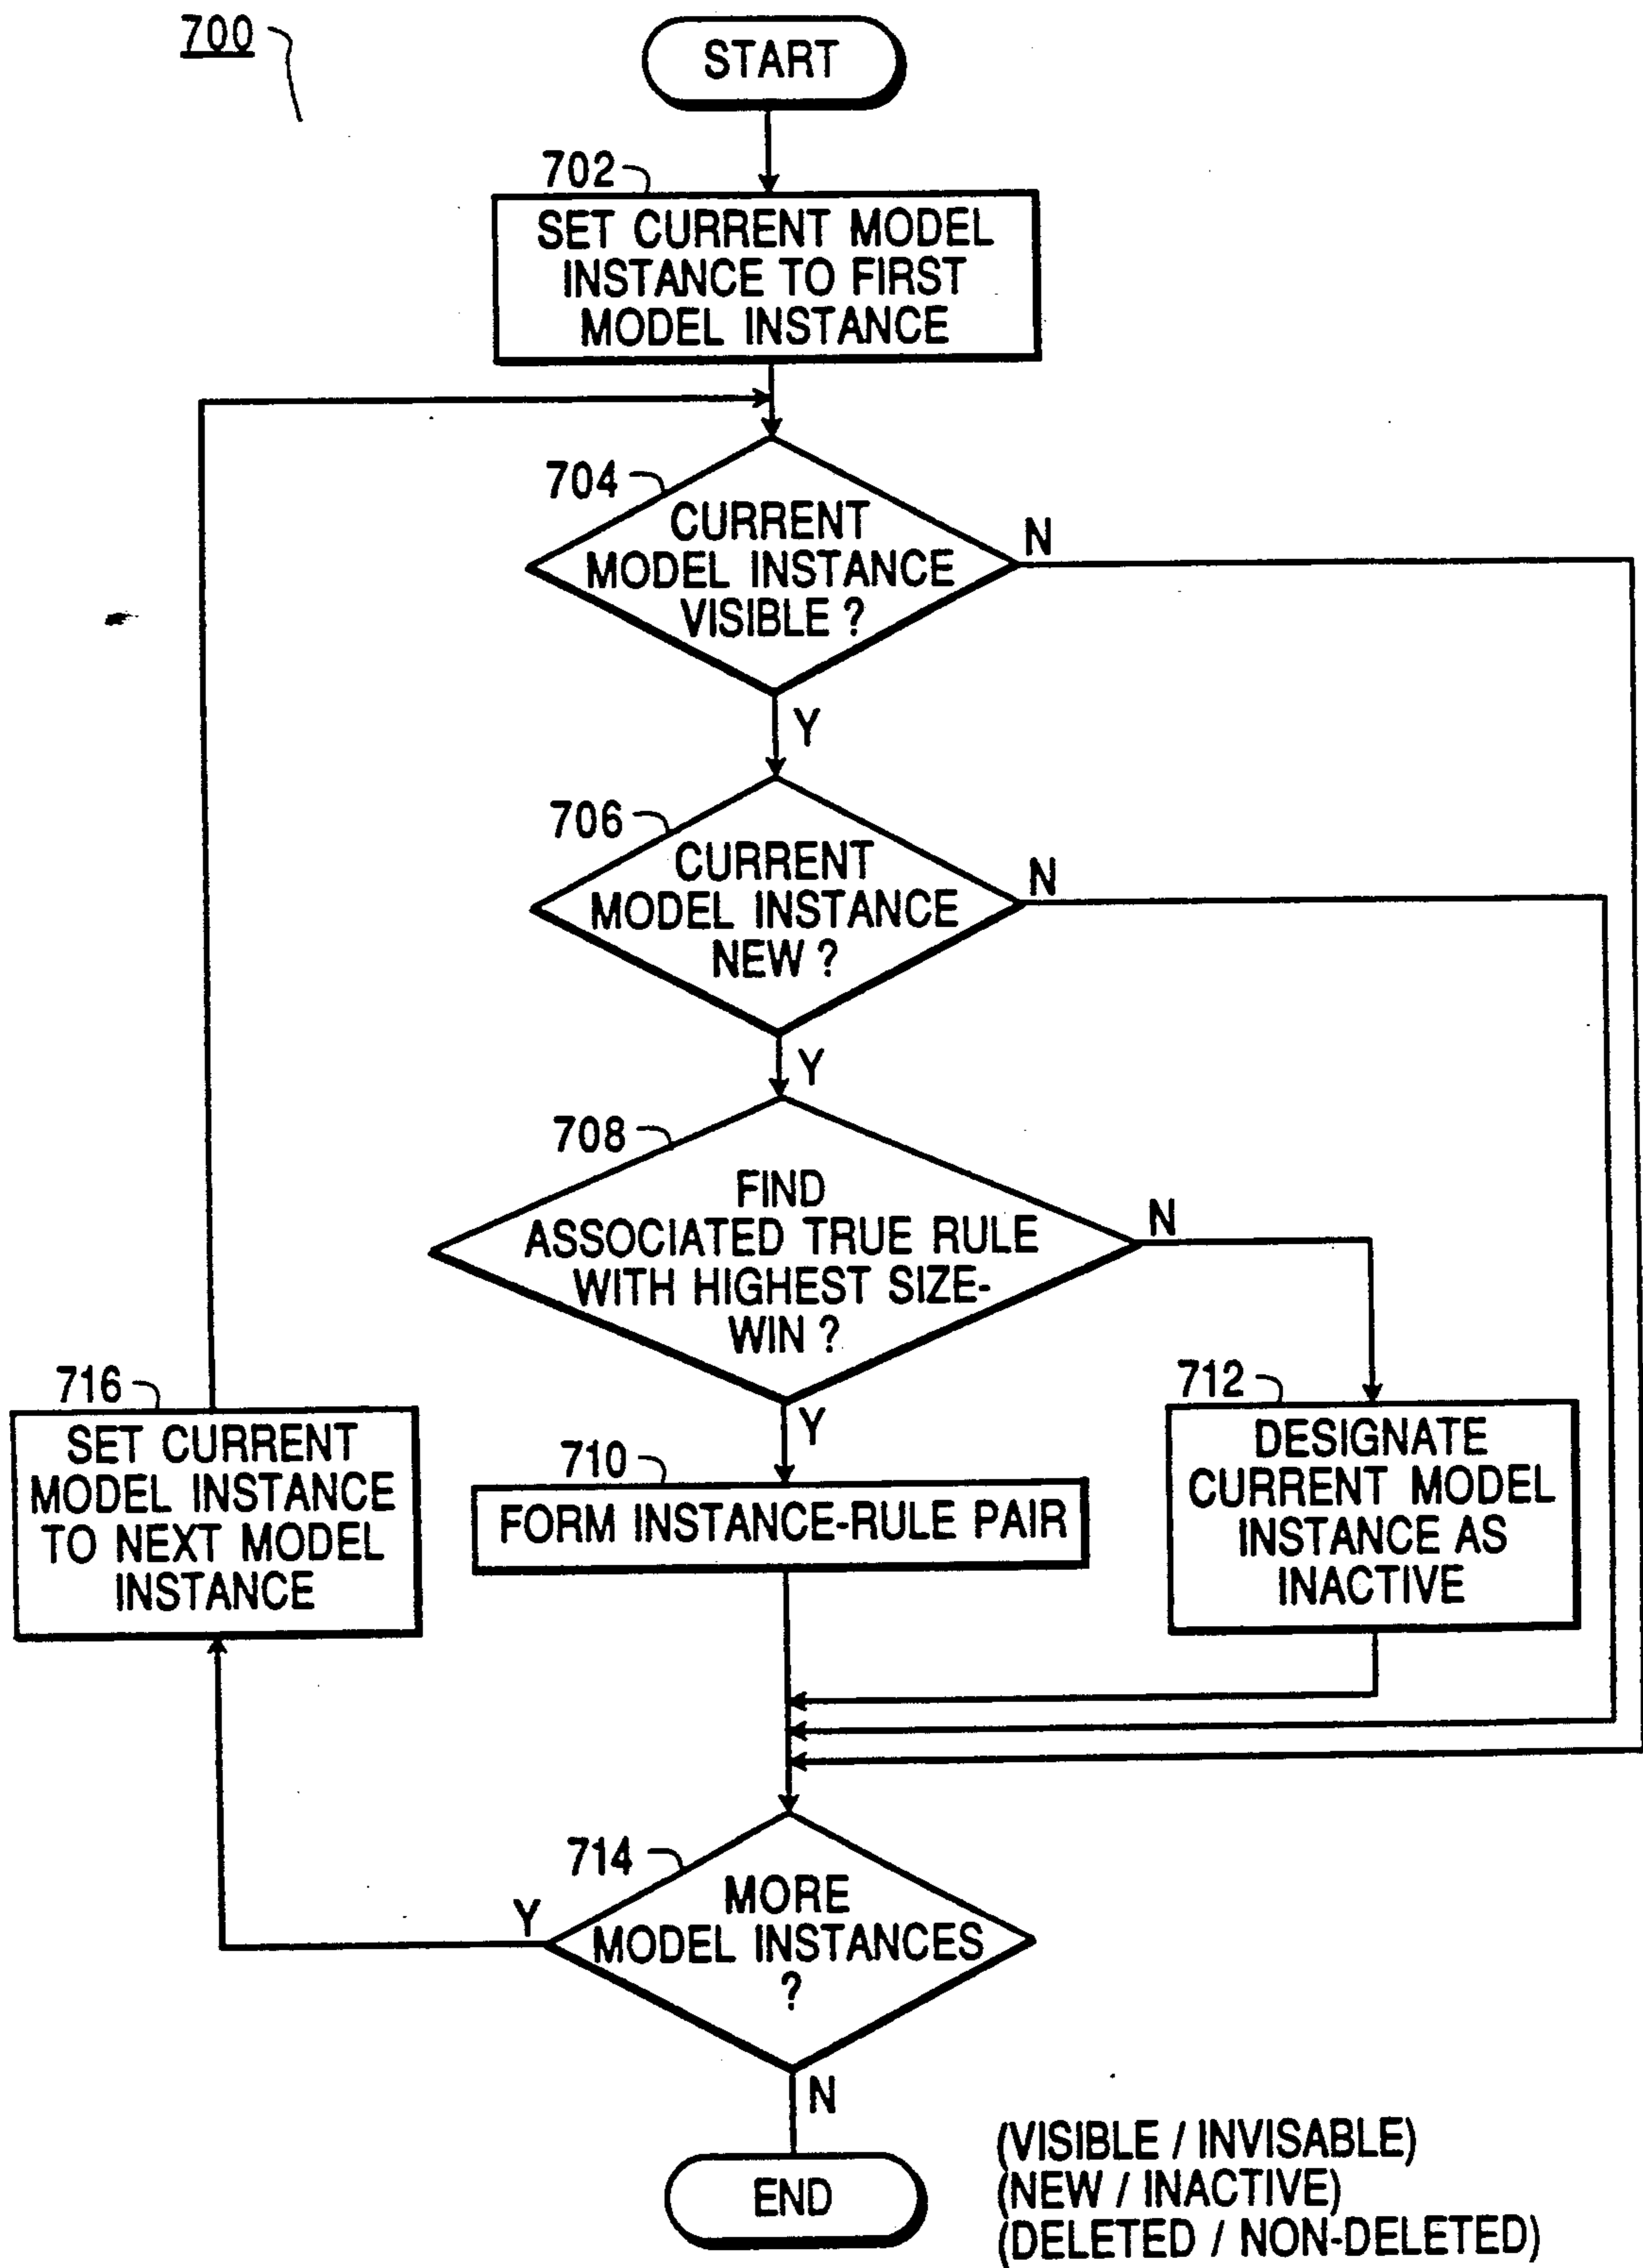 700
START
702
SET CURRENT MODEL
INSTANCE TO FIRST
MODEL INSTANCE
704
CURRENT
MODEL INSTANCE
VISIBLE ?
N
Y
706
CURRENT
MODEL INSTANCE
NEW ?
N
Y
708
FIND
ASSOCIATED TRUE RULE
WITH HIGHEST SIZE-
WIN ?
N
Y
716
SET CURRENT
MODEL INSTANCE
TO NEXT MODEL
INSTANCE
710
FORM INSTANCE-RULE PAIR
712
DESIGNATE
CURRENT MODEL
INSTANCE AS
INACTIVE
714
MORE
MODEL INSTANCES
?
Y
N
END
(VISIBLE / INVISABLE)
(NEW / INACTIVE)
(DELETED / NON-DELETED)